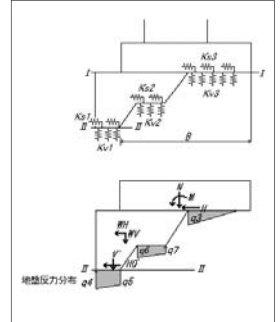 Ks3
I I
Ks2
Kv3
Ks1
Kv2
II II
Kv1
B
N
M
H
q3
WH
WV
V
q6
q7
HO
II II
q4 q5
地盤反力分布